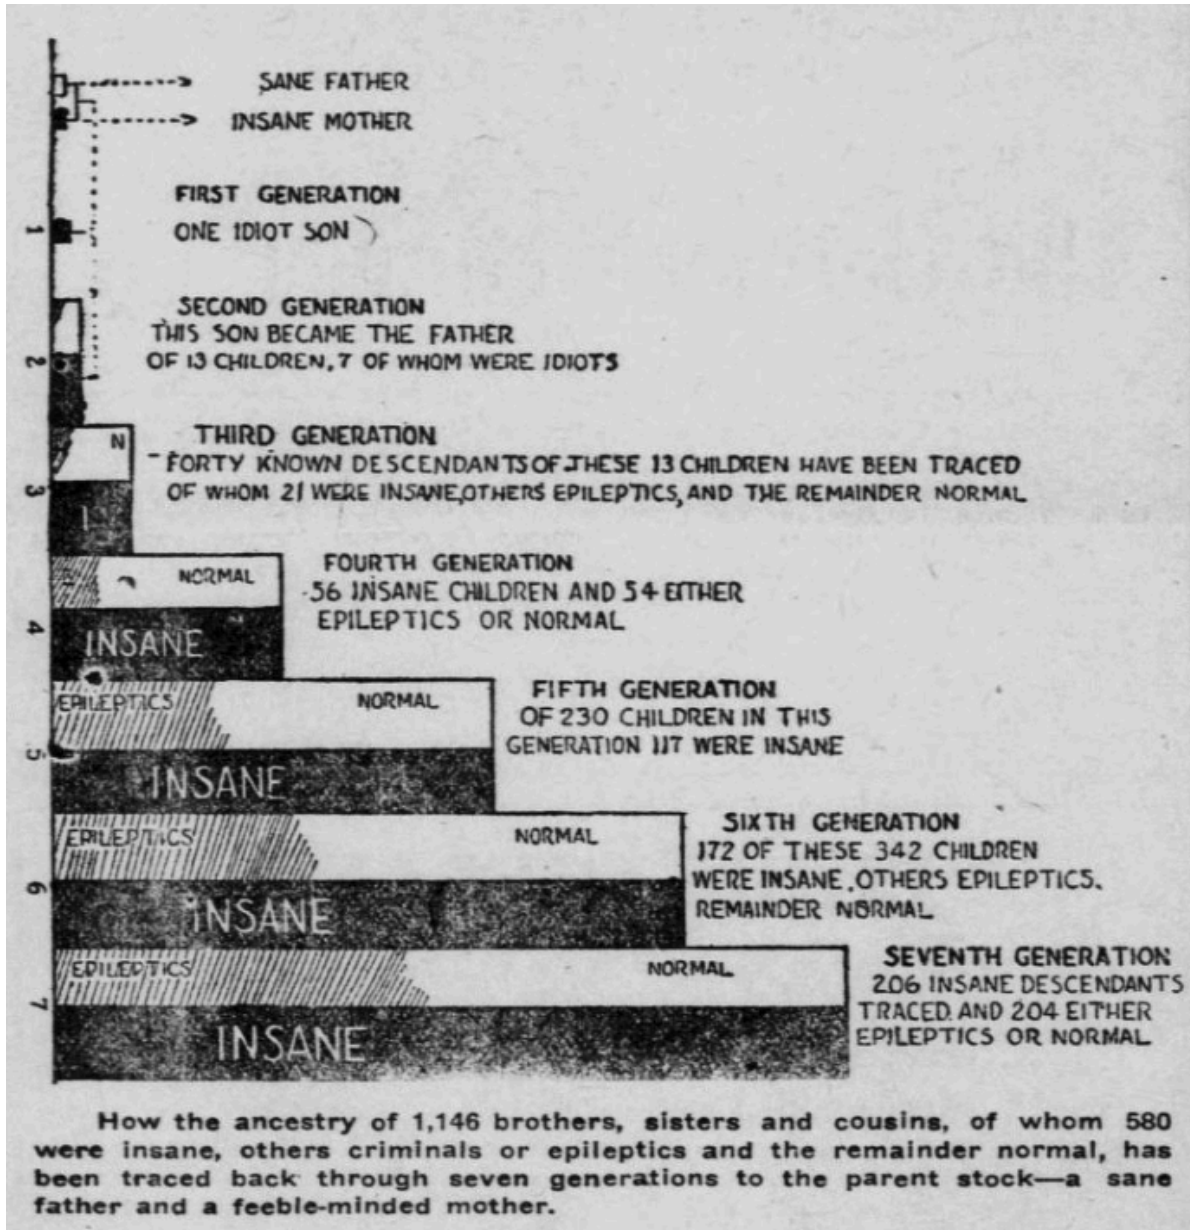 SANE FATHER
INSANE MOTHER
FIRST GENERATION
1
ONE IDIOT SON
SECOND GENERATION
THIS SON BECAME THE FATHER
2
OF 13 CHILDREN, 7 OF WHOM WERE IDIOTS
N
THIRD GENERATION
FORTY KNOWN DESCENDANTS OF THESE 13 CHILDREN HAVE BEEN TRACED
3
OF WHOM 21 WERE INSANE, OTHERS EPILEPTICS, AND THE REMAINDER NORMAL
I
FOURTH GENERATION
NORMAL
56 INSANE CHILDREN AND 54 EITHER
EPILEPTICS OR NORMAL
4
INSANE
EPILEPTICS
NORMAL
FIFTH GENERATION
OF 230 CHILDREN IN THIS
GENERATION 117 WERE INSANE
5
INSANE
EPILEPTICS
NORMAL
SIXTH GENERATION
172 OF THESE 342 CHILDREN
WERE INSANE. OTHERS EPILEPTICS.
REMAINDER NORMAL
6
INSANE
EPILEPTICS
NORMAL
SEVENTH GENERATION
206 INSANE DESCENDANTS
TRACED AND 204 EITHER
EPILEPTICS OR NORMAL
7
INSANE
How the ancestry of 1,146 brothers, sisters and cousins, of whom 580
were insane, others criminals or epileptics and the remainder normal, has
been traced back through seven generations to the parent stock—a sane
father and a feeble-minded mother.